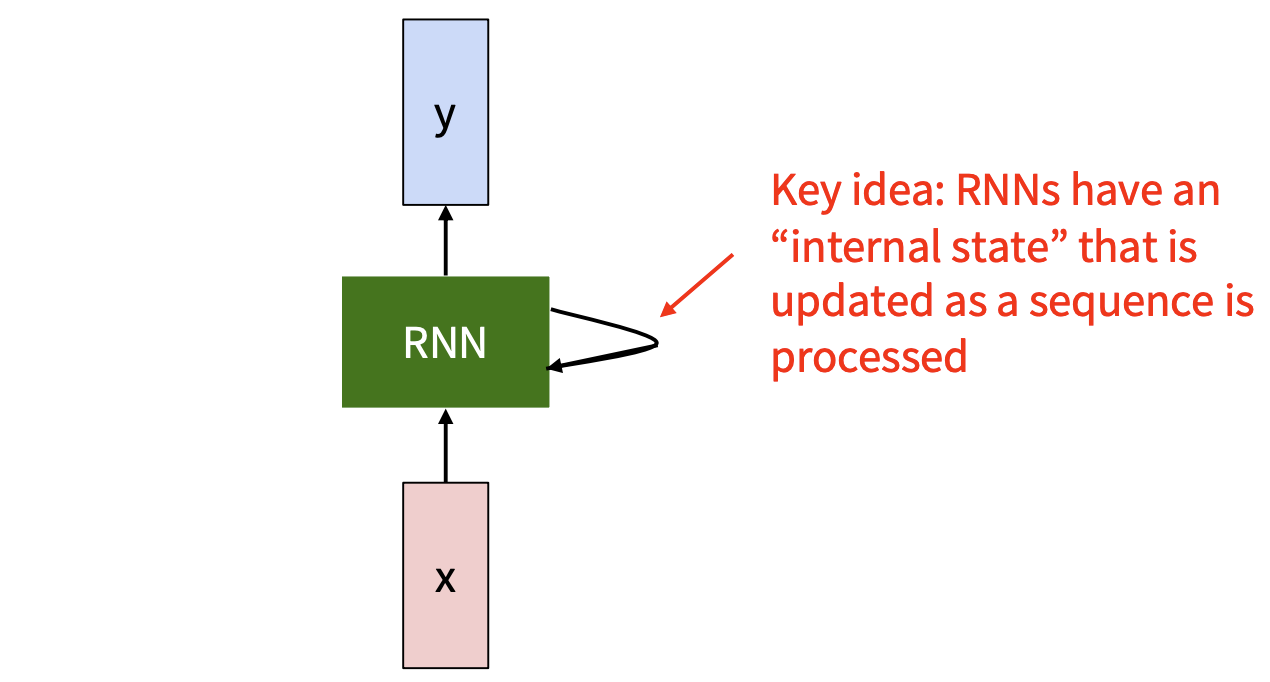 y
Key idea: RNNs have an
“internal state” that is
updated as a sequence is
processed
RNN
x